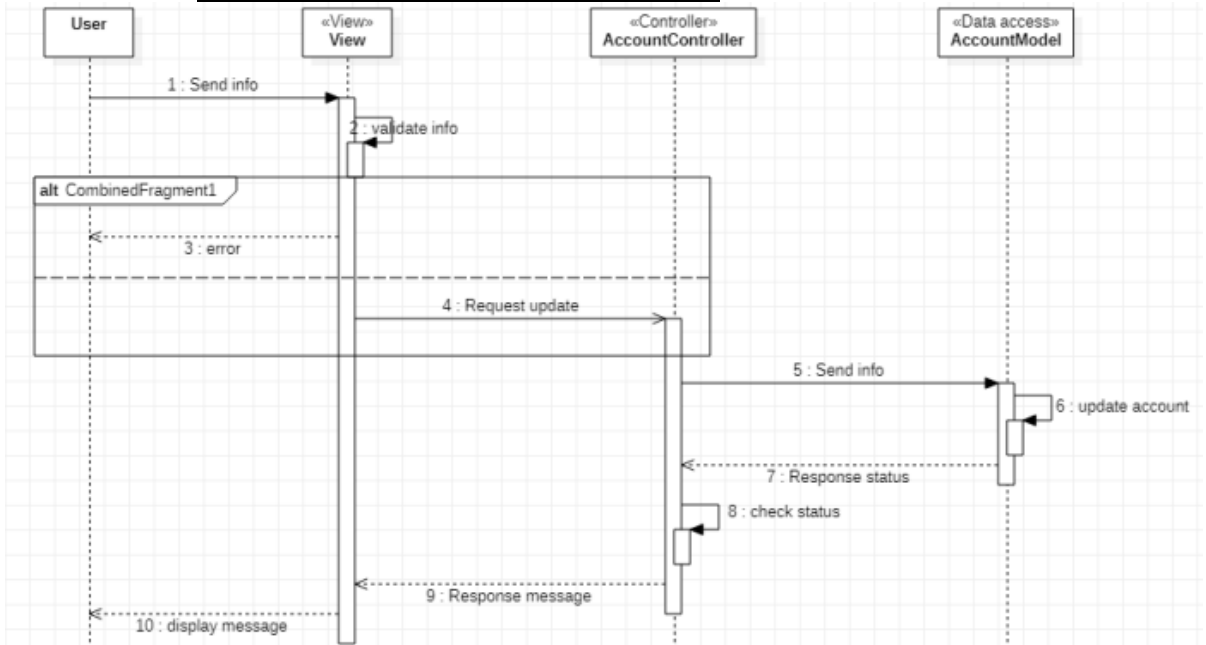 User
«View»
View
«Controller»
AccountController
«Data access»
AccountModel
1 : Send info
2 : validate info
alt CombinedFragment1
3 : error
4 : Request update
5 : Send info
6 : update account
7 : Response status
8 : check status
9 : Response message
10 : display message